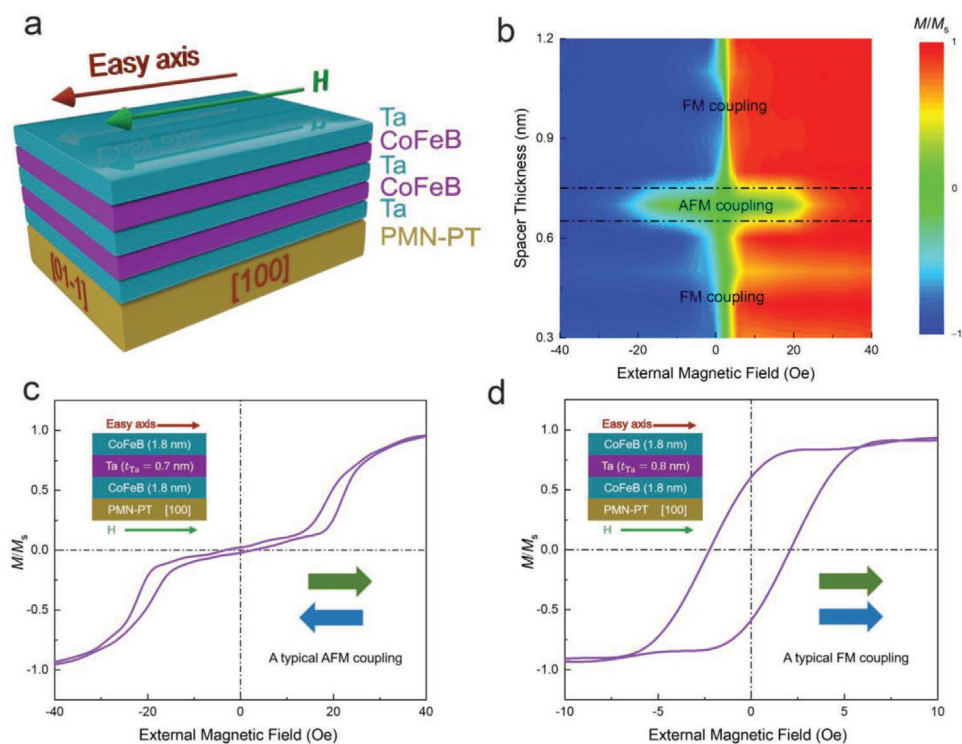 a
Easy axis
H
Ta
CoFeB
Ta
CoFeB
Ta
PMN-PT
[01-1]
[100]
b
M/Ms
1.2
0.9
0.6
0.3
Spacer Thickness (nm)
FM coupling
AFM coupling
FM coupling
-40
-20
0
20
40
External Magnetic Field (Oe)
1
0
-1
c
1.0
0.5
0.0
-0.5
-1.0
M/Ms
Easy axis
CoFeB (1.8 nm)
Ta (tTa = 0.7 nm)
CoFeB (1.8 nm)
PMN-PT [100]
H
A typical AFM coupling
-40
-20
0
20
40
External Magnetic Field (Oe)
d
1.0
0.5
0.0
-0.5
-1.0
M/Ms
Easy axis
CoFeB (1.8 nm)
Ta (tTa = 0.8 nm)
CoFeB (1.8 nm)
PMN-PT [100]
H
A typical FM coupling
-10
-5
0
5
10
External Magnetic Field (Oe)